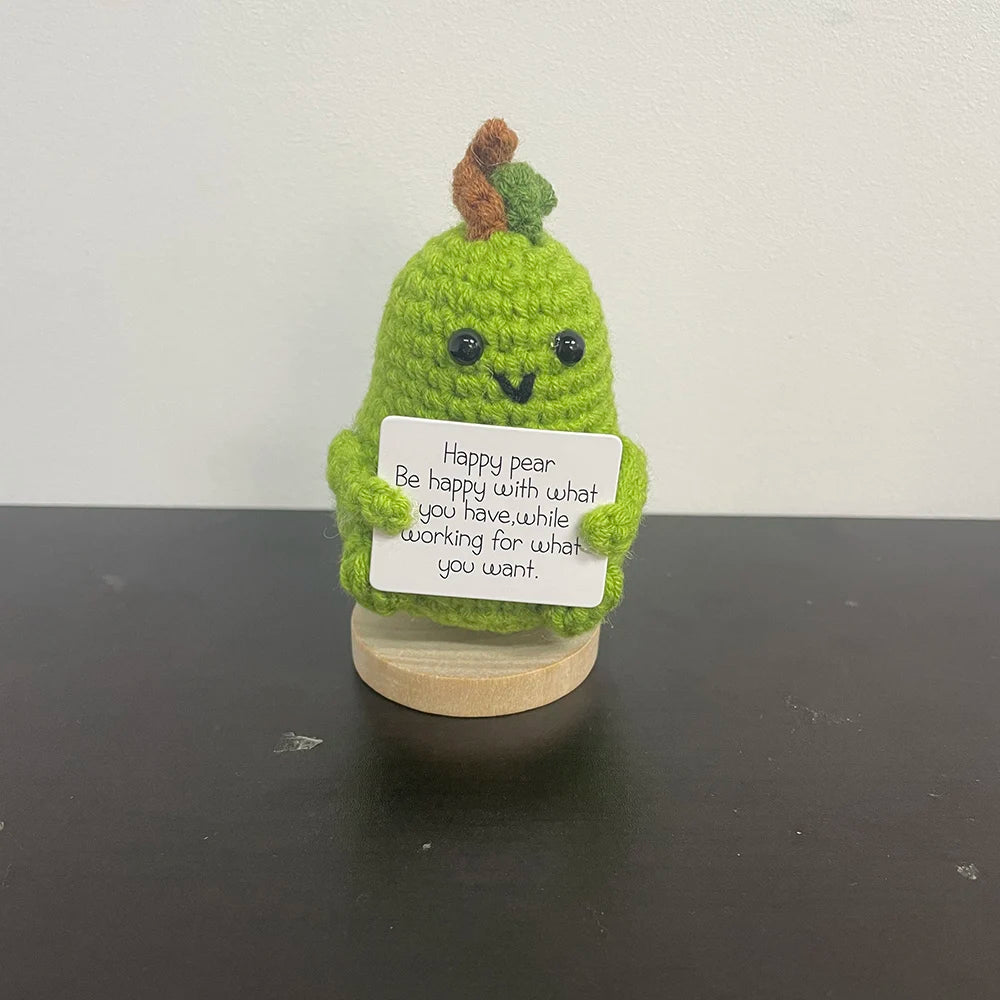 Happy pear
Be happy with what
you have,while
working for what
you want.